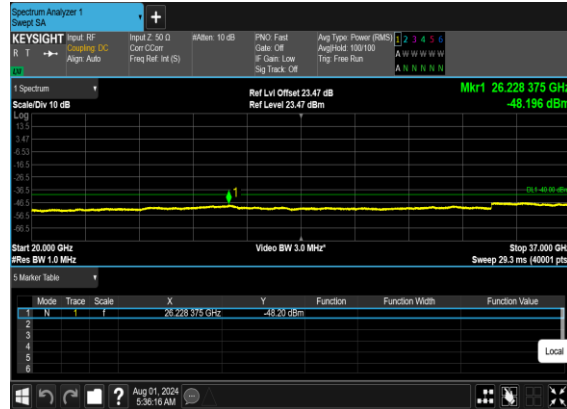 Spectrum Analyzer 1
Swept SA
+
KEYSIGHT Input: RF Input Z: 50 Ω #Atten: 10 dB PNO: Fast Avg Type: Power (RMS) 1 2 3 4 5 6
R T Coupling: DC Corr CCorr Gate: Off Avg|Hold: 100/100 A W W W W W
Align: Auto Freq Ref: Int (S) IF Gain: Low Trig: Free Run
Sig Track: Off A N N N N N
1 Spectrum Ref Lvl Offset 23.47 dB Mkr1 26.228 375 GHz
Scale/Div 10 dB Ref Level 23.47 dBm -48.196 dBm
Log
13.5
3.47
-6.53
-16.5
-26.5
-36.5 1 DL1 -40.00 dBm
-46.5
-56.5
-66.5
Start 20.000 GHz Video BW 3.0 MHz* Stop 37.000 GHz
#Res BW 1.0 MHz Sweep 29.3 ms (40001 pts)
5 Marker Table
Mode Trace Scale X Y Function Function Width Function Value
1 N 1 f 26.228 375 GHz -48.20 dBm
2
3
4
5
6
Local
? Aug 01, 2024
5:36:16 AM